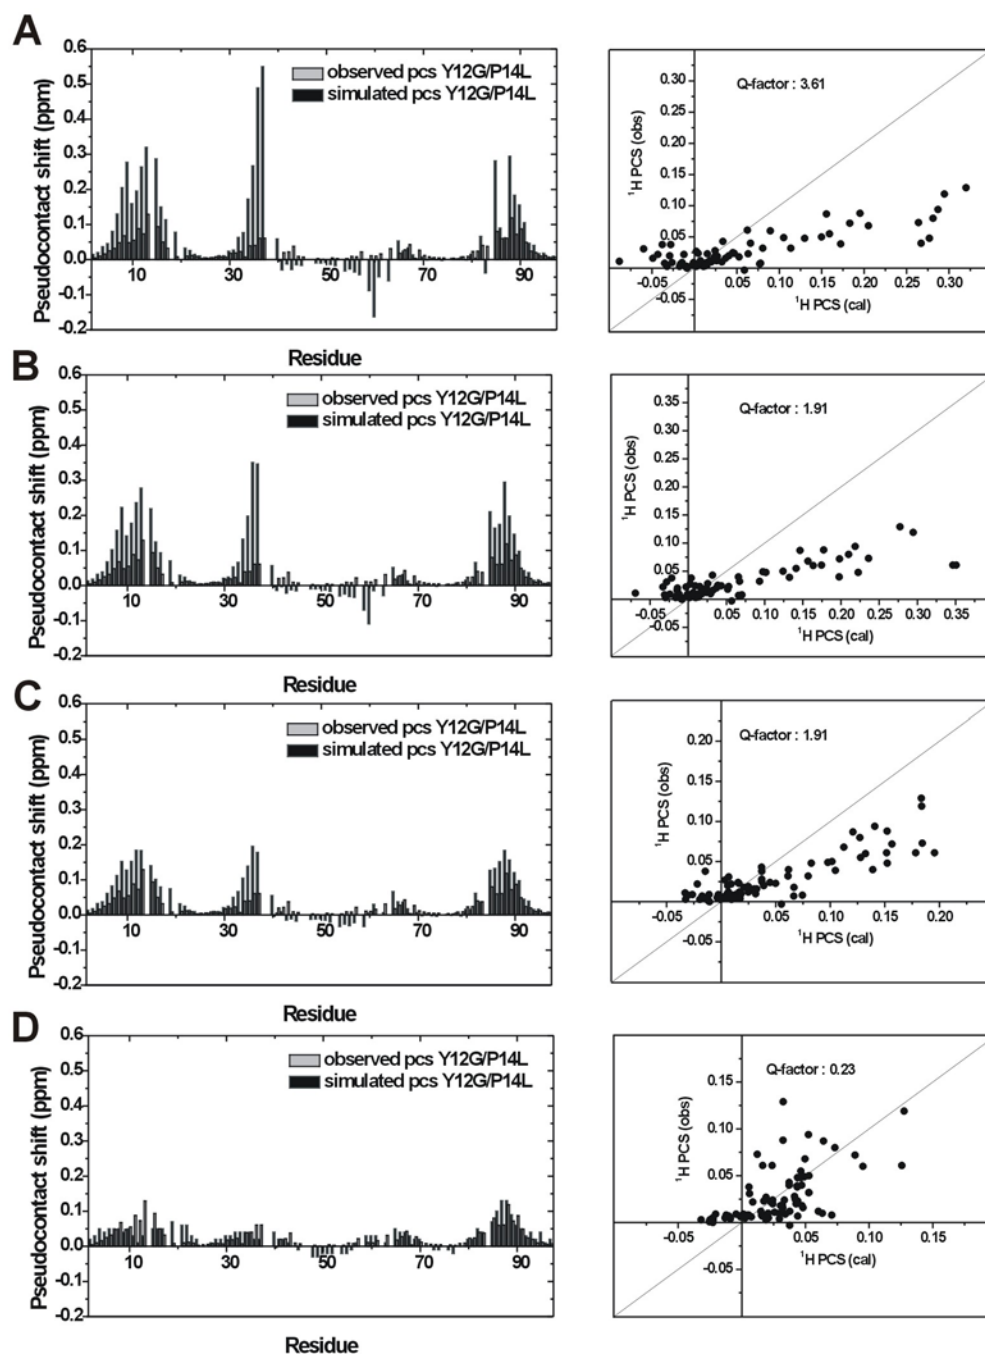 A
0.6
0.5
0.4
0.3
0.2
0.1
0.0
-0.1
-0.2
Pseudocontact shift (ppm)
observed pcs Y12G/P14L
simulated pcs Y12G/P14L
10 30 50 70 90
Residue
Q-factor : 3.61
0.30
0.25
0.20
0.15
0.10
0.05
-0.05
¹H PCS (obs)
-0.05 0.05 0.10 0.15 0.20 0.25 0.30
¹H PCS (cal)
B
0.6
0.5
0.4
0.3
0.2
0.1
0.0
-0.1
-0.2
Pseudocontact shift (ppm)
observed pcs Y12G/P14L
simulated pcs Y12G/P14L
10 30 50 70 90
Residue
Q-factor : 1.91
0.35
0.30
0.25
0.20
0.15
0.10
0.05
-0.05
¹H PCS (obs)
-0.05 0.05 0.10 0.15 0.20 0.25 0.30 0.35
¹H PCS (cal)
C
0.6
0.5
0.4
0.3
0.2
0.1
0.0
-0.1
-0.2
Pseudocontact shift (ppm)
observed pcs Y12G/P14L
simulated pcs Y12G/P14L
10 30 50 70 90
Residue
Q-factor : 1.91
0.20
0.15
0.10
0.05
-0.05
¹H PCS (obs)
-0.05 0.05 0.10 0.15 0.20
¹H PCS (cal)
D
0.6
0.5
0.4
0.3
0.2
0.1
0.0
-0.1
-0.2
Pseudocontact shift (ppm)
observed pcs Y12G/P14L
simulated pcs Y12G/P14L
10 30 50 70 90
Residue
Q-factor : 0.23
0.15
0.10
0.05
-0.05
¹H PCS (obs)
-0.05 0.05 0.10 0.15
¹H PCS (cal)